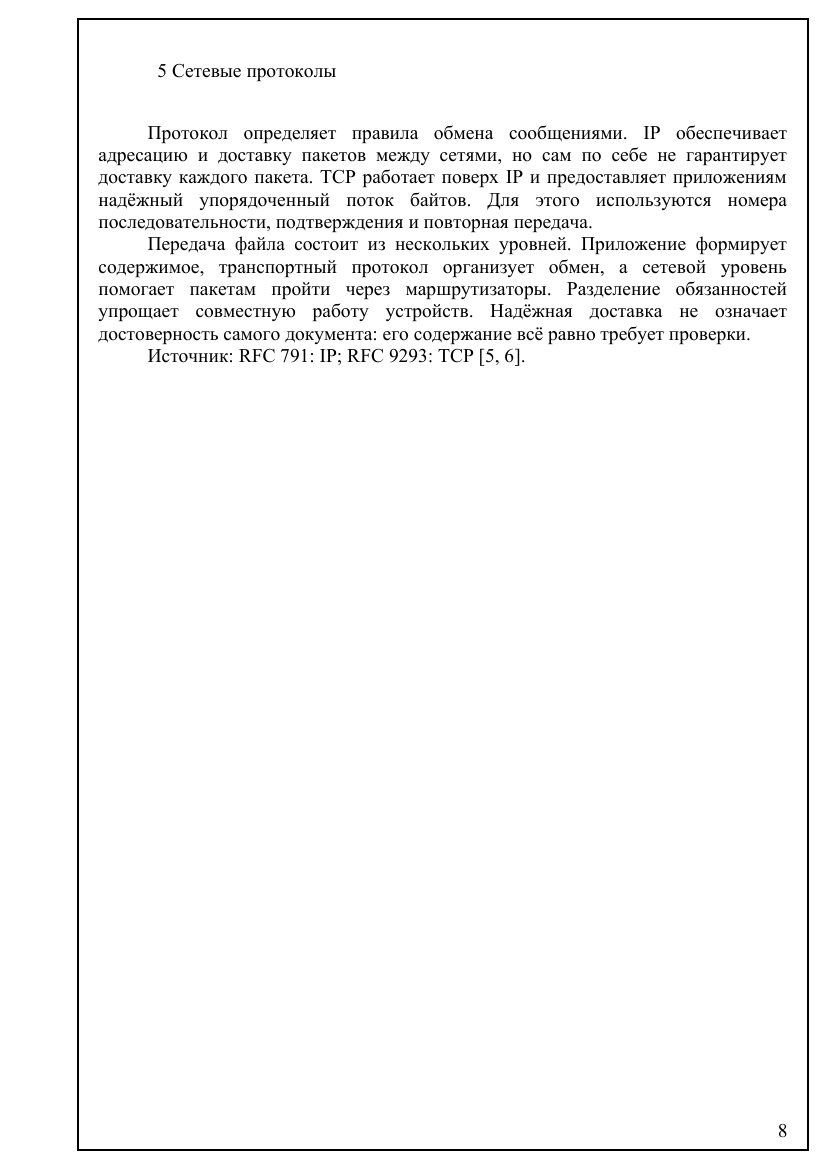 5 Сетевые протоколы
Протокол определяет правила обмена сообщениями. IP обеспечивает
адресацию и доставку пакетов между сетями, но сам по себе не гарантирует
доставку каждого пакета. TCP работает поверх IP и предоставляет приложениям
надёжный упорядоченный поток байтов. Для этого используются номера
последовательности, подтверждения и повторная передача.
Передача файла состоит из нескольких уровней. Приложение формирует
содержимое, транспортный протокол организует обмен, а сетевой уровень
помогает пакетам пройти через маршрутизаторы. Разделение обязанностей
упрощает совместную работу устройств. Надёжная доставка не означает
достоверность самого документа: его содержание всё равно требует проверки.
Источник: RFC 791: IP; RFC 9293: TCP [5, 6].
8